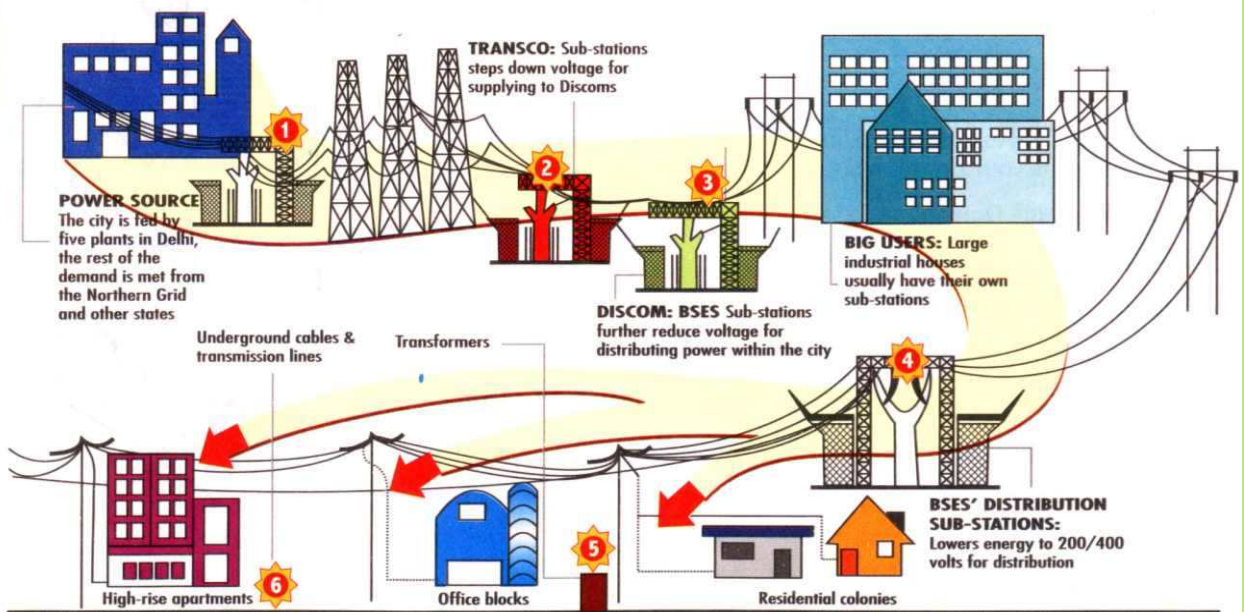 1
POWER SOURCE
The city is fed by
five plants in Delhi,
the rest of the
demand is met from
the Northern Grid
and other states
TRANSCO: Sub-stations
steps down voltage for
supplying to Discoms
2
3
DISCOM: BSES Sub-stations
further reduce voltage for
distributing power within the city
BIG USERS: Large
industrial houses
usually have their own
sub-stations
4
BSES' DISTRIBUTION
SUB-STATIONS:
Lowers energy to 200/400
volts for distribution
Underground cables &
transmission lines
Transformers
High-rise apartments
6
Office blocks
5
Residential colonies